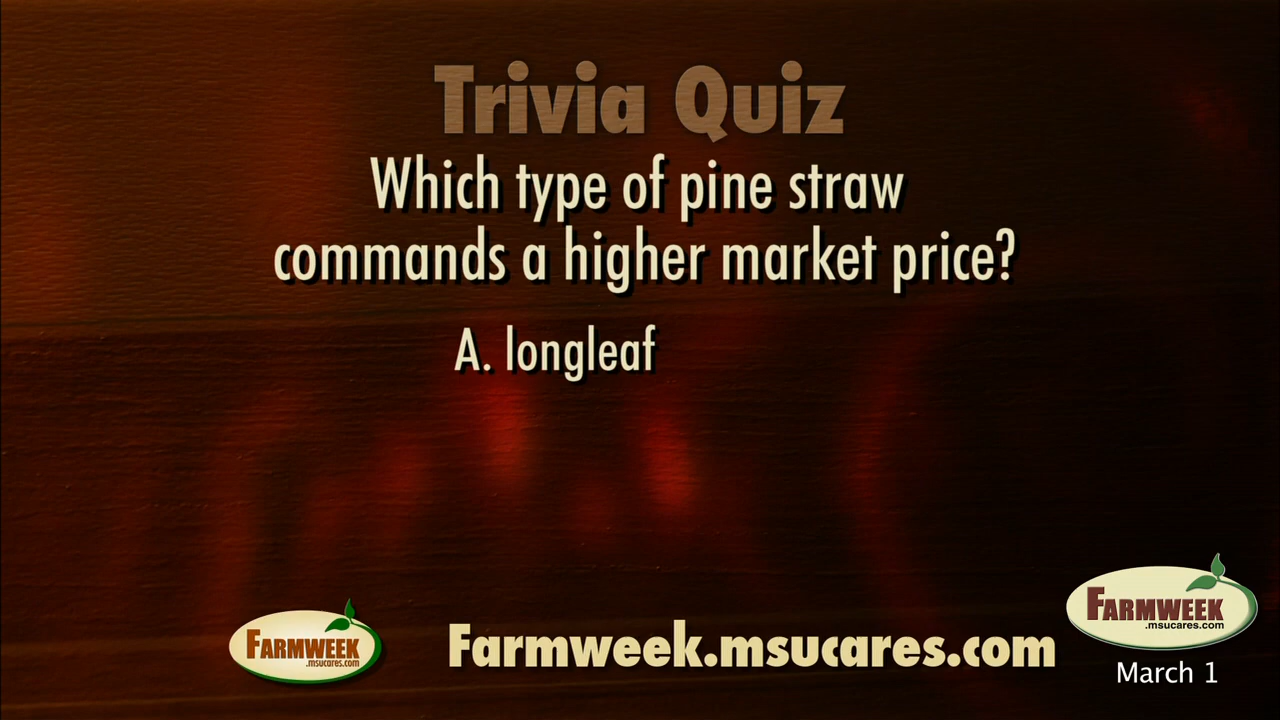 Trivia Quiz
Which type of pine straw
commands a higher market price?
A. longleaf
FARMWEEK
.msucares.com
Farmweek.msucares.com
FARMWEEK
.msucares.com
March 1